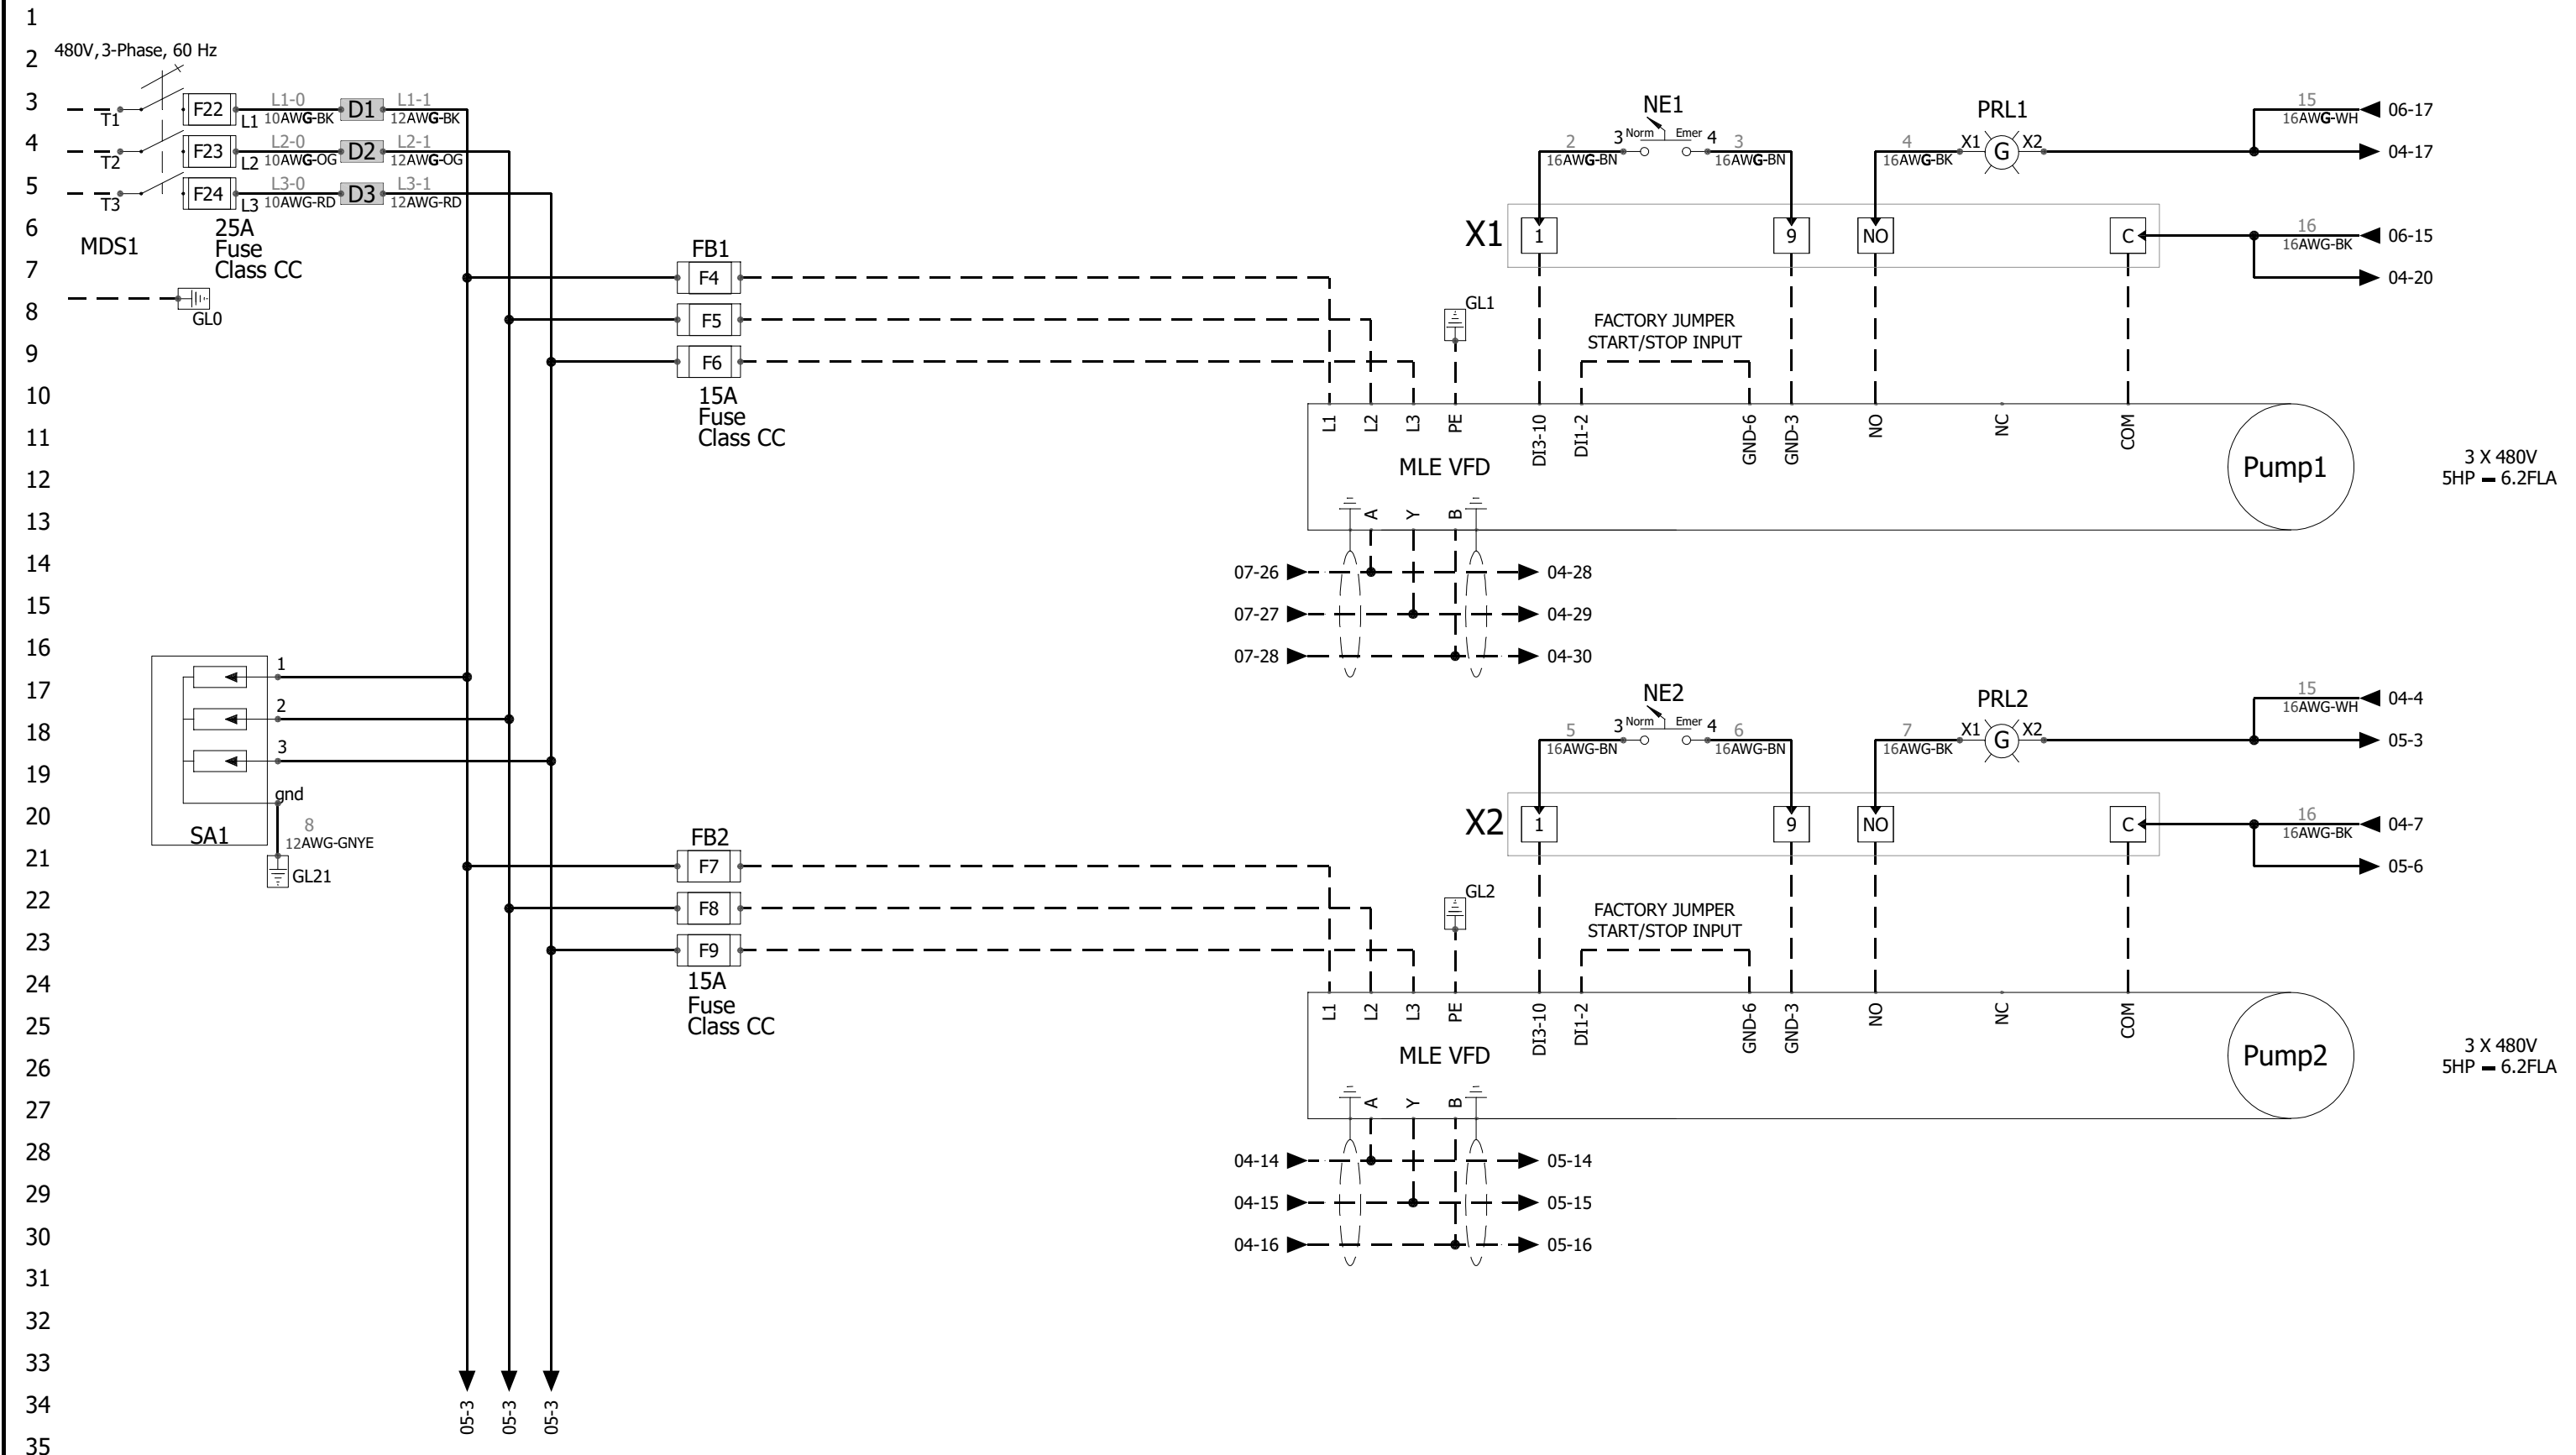 1
2
3
4
5
6
7
8
9
10
11
12
13
14
15
16
17
18
19
20
21
22
23
24
25
26
27
28
29
30
31
32
33
34
35
480V, 3-Phase, 60 Hz
T1
F22
L1
L1-0
10AWG-BK
D1
L1-1
12AWG-BK
T2
F23
L2
L2-0
10AWG-OG
D2
L2-1
12AWG-OG
T3
F24
L3
L3-0
10AWG-RD
D3
L3-1
12AWG-RD
MDS1
25A
Fuse
Class CC
GL0
FB1
F4
F5
F6
15A
Fuse
Class CC
NE1
2
16AWG-BN
3
Norm
Emer
4
3
16AWG-BN
PRL1
4
16AWG-BK
X1
G
X2
15
16AWG-WH
06-17
04-17
X1
1
9
NO
C
16
16AWG-BK
06-15
04-20
GL1
FACTORY JUMPER
START/STOP INPUT
L1
L2
L3
PE
DI3-10
DI1-2
GND-6
GND-3
NO
NC
COM
MLE VFD
Pump1
3 X 480V
5HP - 6.2FLA
A
Y
B
07-26
04-28
07-27
04-29
07-28
04-30
1
2
3
gnd
SA1
8
12AWG-GNYE
GL21
FB2
F7
F8
F9
15A
Fuse
Class CC
NE2
5
16AWG-BN
3
Norm
Emer
4
6
16AWG-BN
PRL2
7
16AWG-BK
X1
G
X2
15
16AWG-WH
04-4
05-3
X2
1
9
NO
C
16
16AWG-BK
04-7
05-6
GL2
FACTORY JUMPER
START/STOP INPUT
L1
L2
L3
PE
DI3-10
DI1-2
GND-6
GND-3
NO
NC
COM
MLE VFD
Pump2
3 X 480V
5HP - 6.2FLA
A
Y
B
04-14
05-14
04-15
05-15
04-16
05-16
05-3
05-3
05-3